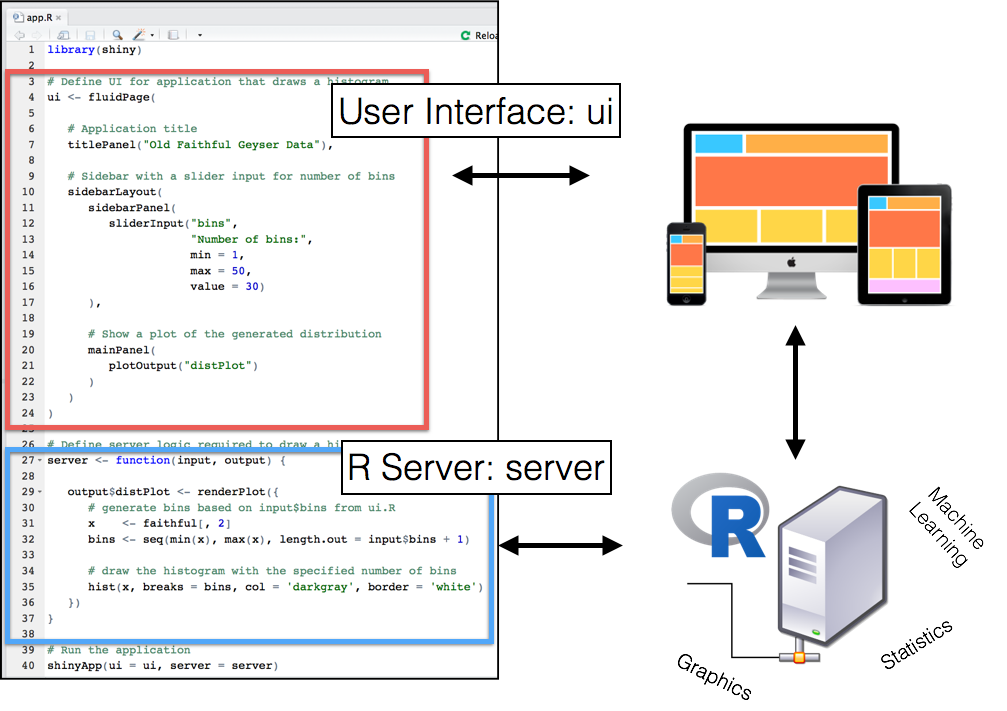 app.R ×
Reloa
1 library(shiny)
2
3 # Define UI for application that draws a histogram
4 ui <- fluidPage(
5
6 # Application title
7 titlePanel("Old Faithful Geyser Data"),
8
9 # Sidebar with a slider input for number of bins
10 sidebarLayout(
11 sidebarPanel(
12 sliderInput("bins",
13 "Number of bins:",
14 min = 1,
15 max = 50,
16 value = 30)
17 ),
18
19 # Show a plot of the generated distribution
20 mainPanel(
21 plotOutput("distPlot")
22 )
23 )
24 )
25
26 # Define server logic required to draw a hi
27 server <- function(input, output) {
28
29 output$distPlot <- renderPlot({
30 # generate bins based on input$bins from ui.R
31 x <- faithful[, 2]
32 bins <- seq(min(x), max(x), length.out = input$bins + 1)
33
34 # draw the histogram with the specified number of bins
35 hist(x, breaks = bins, col = 'darkgray', border = 'white')
36 })
37 }
38
39 # Run the application
40 shinyApp(ui = ui, server = server)
User Interface: ui
R Server: server
R
Machine
Learning
Statistics
Graphics